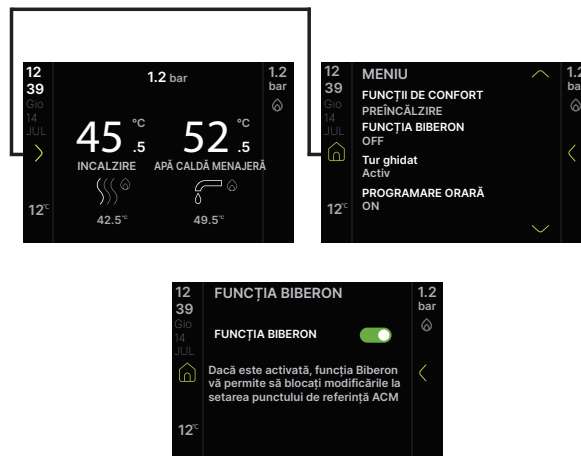 12
39
Gio
14
JUL
12°C
1.2 bar
1.2
bar
45.5 °C
52.5 °C
INCALZIRE
APĂ CALDĂ MENAJERĂ
42.5°C
49.5°C
12
39
Gio
14
JUL
12°C
MENIU
FUNCȚII DE CONFORT
PREÎNCĂLZIRE
FUNCȚIA BIBERON
OFF
Tur ghidat
Activ
PROGRAMARE ORARĂ
ON
1.2
ba
12
39
Gio
14
JUL
12°C
FUNCȚIA BIBERON
FUNCȚIA BIBERON
Dacă este activată, funcția Biberon
vă permite să blocați modificările la
setarea punctului de referință ACM
1.2
bar